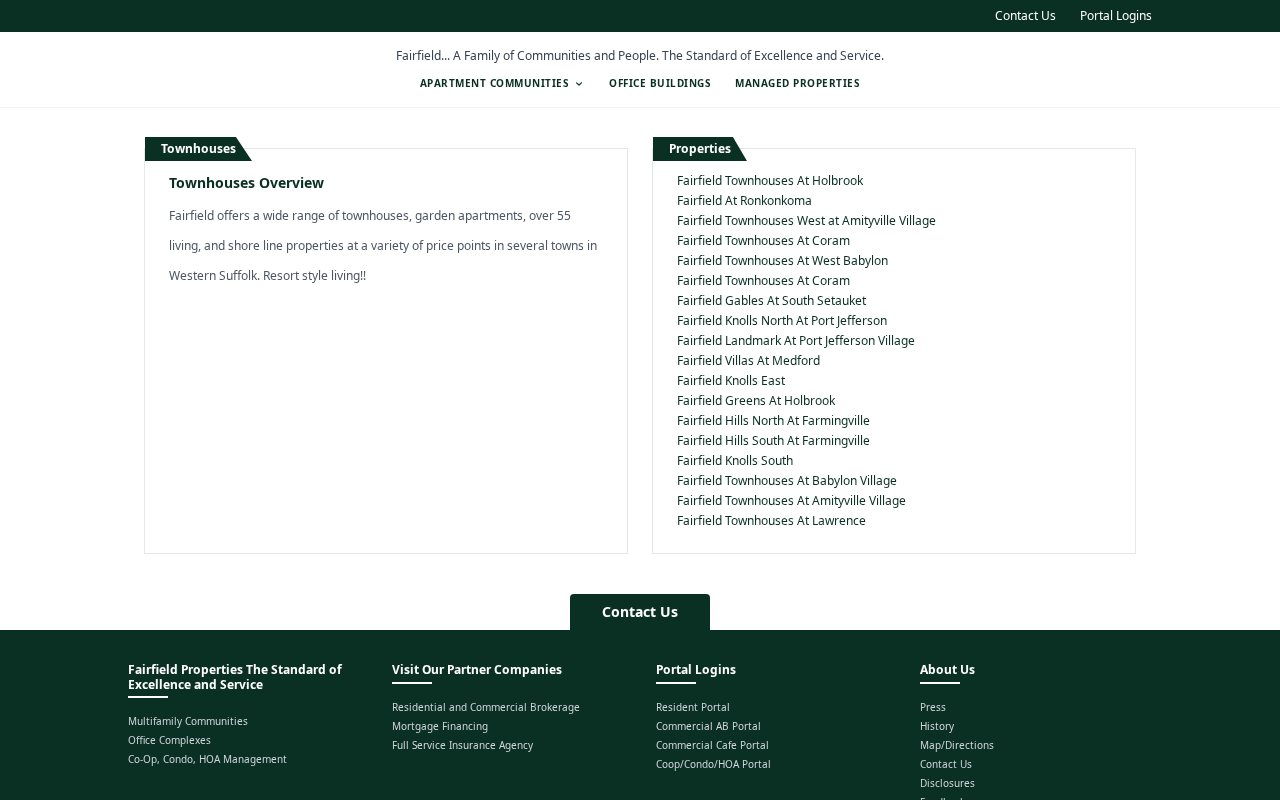 Contact Us
Portal Logins
Fairfield... A Family of Communities and People. The Standard of Excellence and Service.
APARTMENT COMMUNITIES
OFFICE BUILDINGS
MANAGED PROPERTIES
Townhouses
Townhouses Overview
Fairfield offers a wide range of townhouses, garden apartments, over 55
living, and shore line properties at a variety of price points in several towns in
Western Suffolk. Resort style living!!
Properties
Fairfield Townhouses At Holbrook
Fairfield At Ronkonkoma
Fairfield Townhouses West at Amityville Village
Fairfield Townhouses At Coram
Fairfield Townhouses At West Babylon
Fairfield Townhouses At Coram
Fairfield Gables At South Setauket
Fairfield Knolls North At Port Jefferson
Fairfield Landmark At Port Jefferson Village
Fairfield Villas At Medford
Fairfield Knolls East
Fairfield Greens At Holbrook
Fairfield Hills North At Farmingville
Fairfield Hills South At Farmingville
Fairfield Knolls South
Fairfield Townhouses At Babylon Village
Fairfield Townhouses At Amityville Village
Fairfield Townhouses At Lawrence
Contact Us
Fairfield Properties The Standard of
Excellence and Service
Multifamily Communities
Office Complexes
Co-Op, Condo, HOA Management
Visit Our Partner Companies
Residential and Commercial Brokerage
Mortgage Financing
Full Service Insurance Agency
Portal Logins
Resident Portal
Commercial AB Portal
Commercial Cafe Portal
Coop/Condo/HOA Portal
About Us
Press
History
Map/Directions
Contact Us
Disclosures